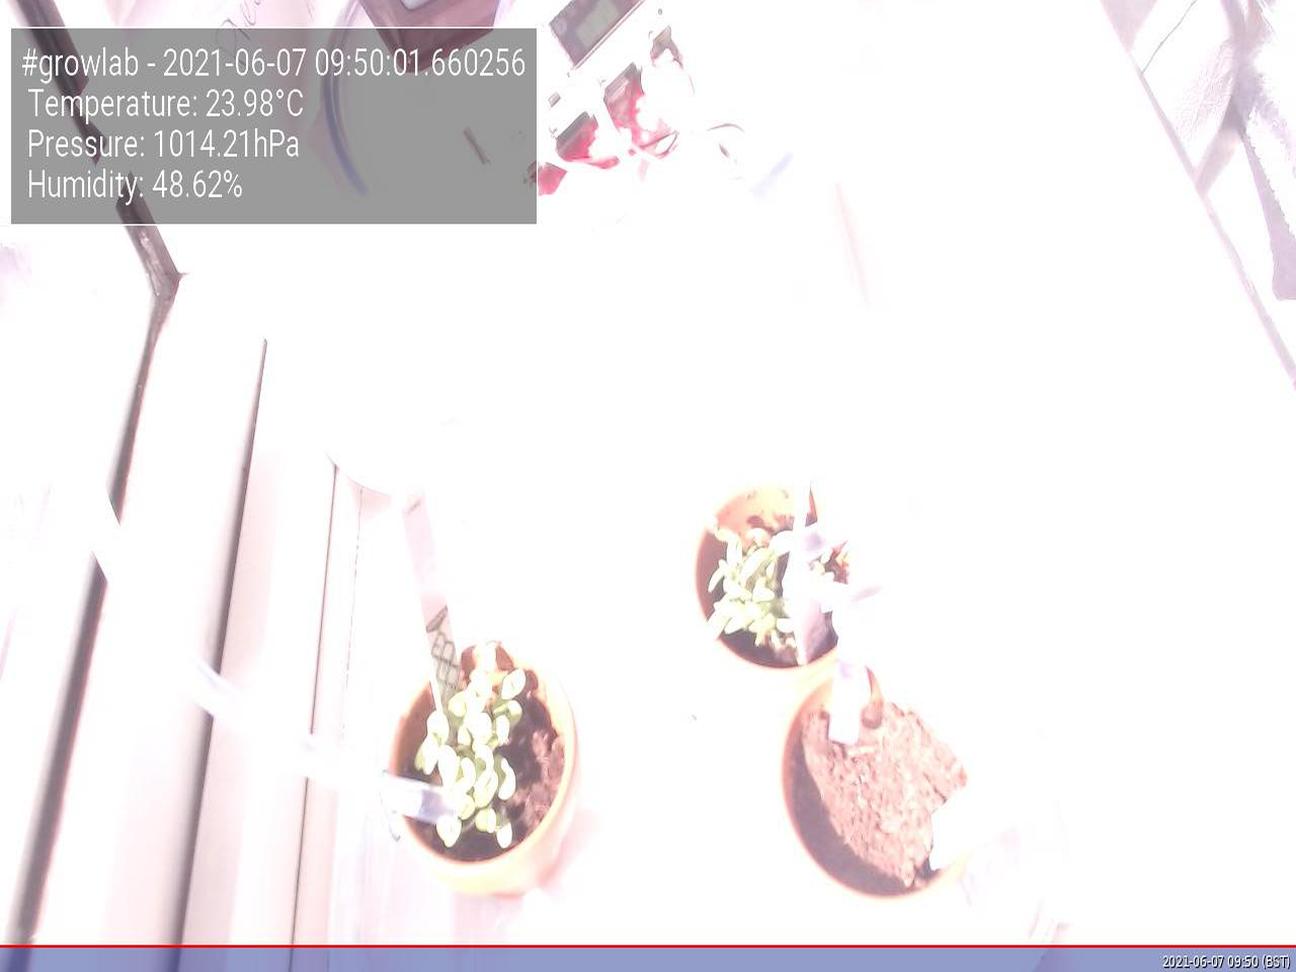 #growlab - 2021-06-07 09:50:01.660256
Temperature: 23.98°C
Pressure: 1014.21hPa
Humidity: 48.62%
2021-06-07 09:50 (BST)